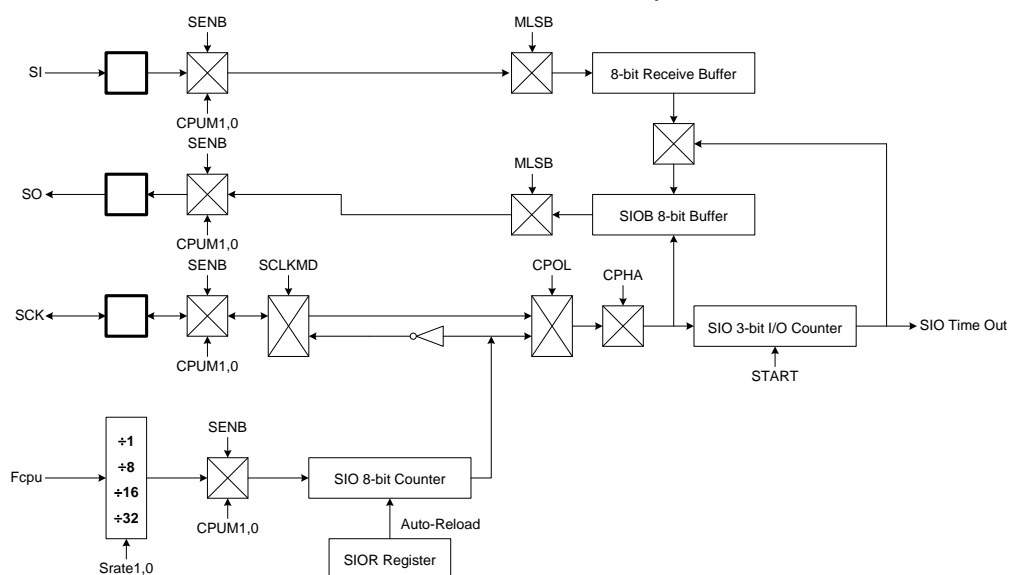 SENB
MLSB
SI
8-bit Receive Buffer
CPUM1,0
SENB
MLSB
SO
SIOB 8-bit Buffer
CPUM1,0
SENB
SCLKMD
CPOL
CPHA
SCK
SIO 3-bit I/O Counter
SIO Time Out
CPUM1,0
START
÷1
÷8
÷16
÷32
SENB
Fcpu
SIO 8-bit Counter
CPUM1,0
Auto-Reload
SIOR Register
Srate1,0